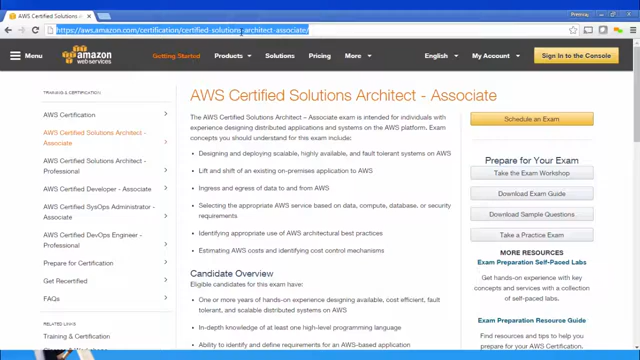 AWS Certified Solutions A
https://aws.amazon.com/certification/certified-solutions-architect-associate/
Menu
amazon
web services
Getting Started
Products
Solutions
Pricing
More
English
My Account
Sign In to the Console
TRAINING & CERTIFICATION
AWS Certification
AWS Certified Solutions Architect -
Associate
AWS Certified Solutions Architect -
Professional
AWS Certified Developer - Associate
AWS Certified SysOps Administrator -
Associate
AWS Certified DevOps Engineer -
Professional
Prepare for Certification
Get Recertified
FAQs
RELATED LINKS
Training & Certification
AWS Certified Solutions Architect - Associate
The AWS Certified Solutions Architect – Associate exam is intended for individuals with
experience designing distributed applications and systems on the AWS platform. Exam
concepts you should understand for this exam include:
• Designing and deploying scalable, highly available, and fault tolerant systems on AWS
• Lift and shift of an existing on-premises application to AWS
• Ingress and egress of data to and from AWS
• Selecting the appropriate AWS service based on data, compute, database, or security
requirements
• Identifying appropriate use of AWS architectural best practices
• Estimating AWS costs and identifying cost control mechanisms
Candidate Overview
Eligible candidates for this exam have:
• One or more years of hands-on experience designing available, cost efficient, fault
tolerant, and scalable distributed systems on AWS
• In-depth knowledge of at least one high-level programming language
• Ability to identify and define requirements for an AWS-based application
Schedule an Exam
Prepare for Your Exam
Take the Exam Workshop
Download Exam Guide
Download Sample Questions
Take a Practice Exam
MORE RESOURCES
Exam Preparation Self-Paced Labs
Get hands-on experience with key
concepts and services with a collection
of self-paced labs.
Exam Preparation Resource Guide
Find resources and tips to help you
prepare for your AWS Certification